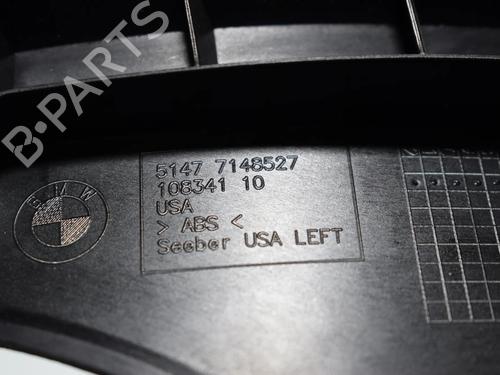 B-PARTS
BMW
5147 7148527
108341 10
USA
> ABS <
Seeber USA LEFT